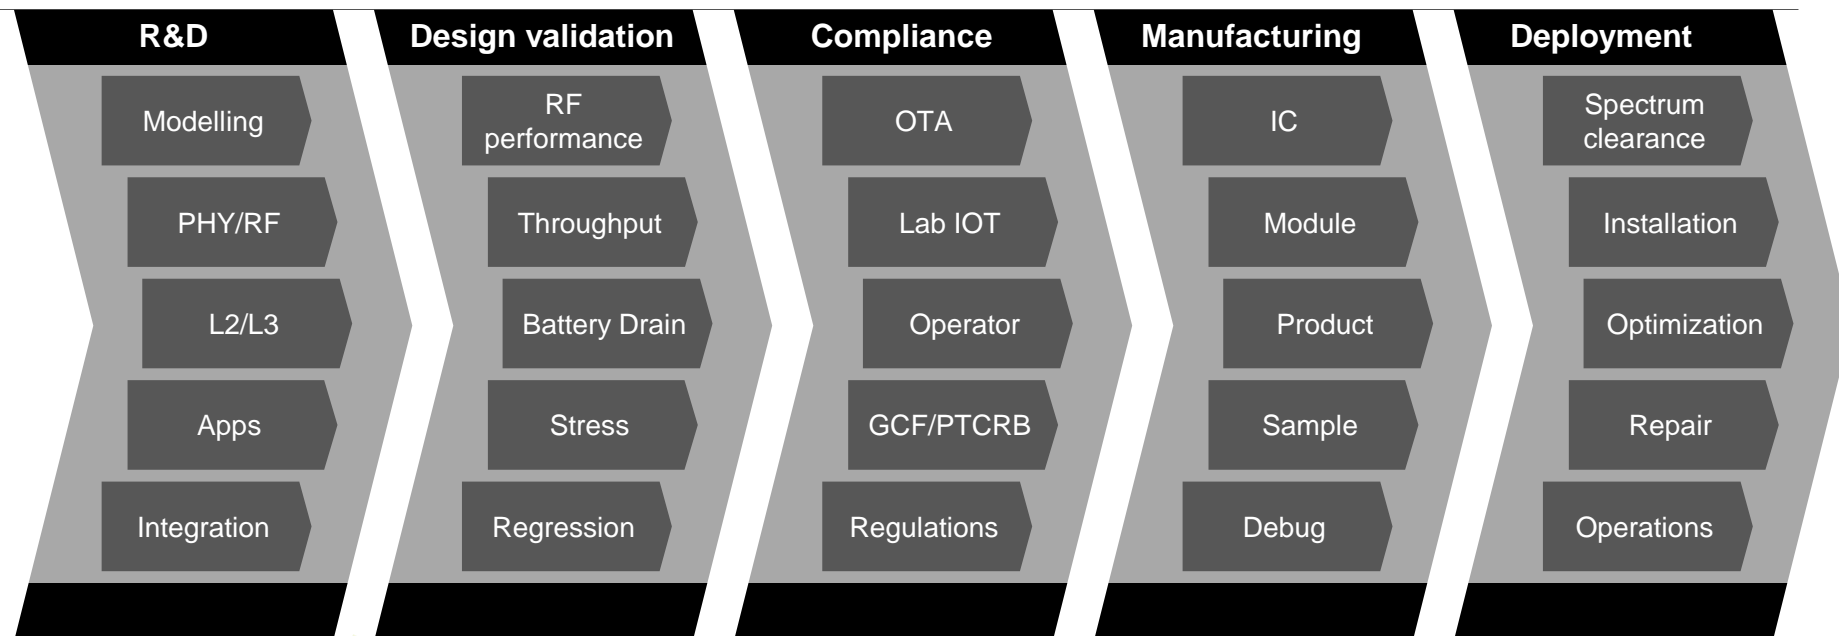 R&D
Modelling
PHY/RF
L2/L3
Apps
Integration
Design validation
RF
performance
Throughput
Battery Drain
Stress
Regression
Compliance
OTA
Lab IOT
Operator
GCF/PTCRB
Regulations
Manufacturing
IC
Module
Product
Sample
Debug
Deployment
Spectrum
clearance
Installation
Optimization
Repair
Operations